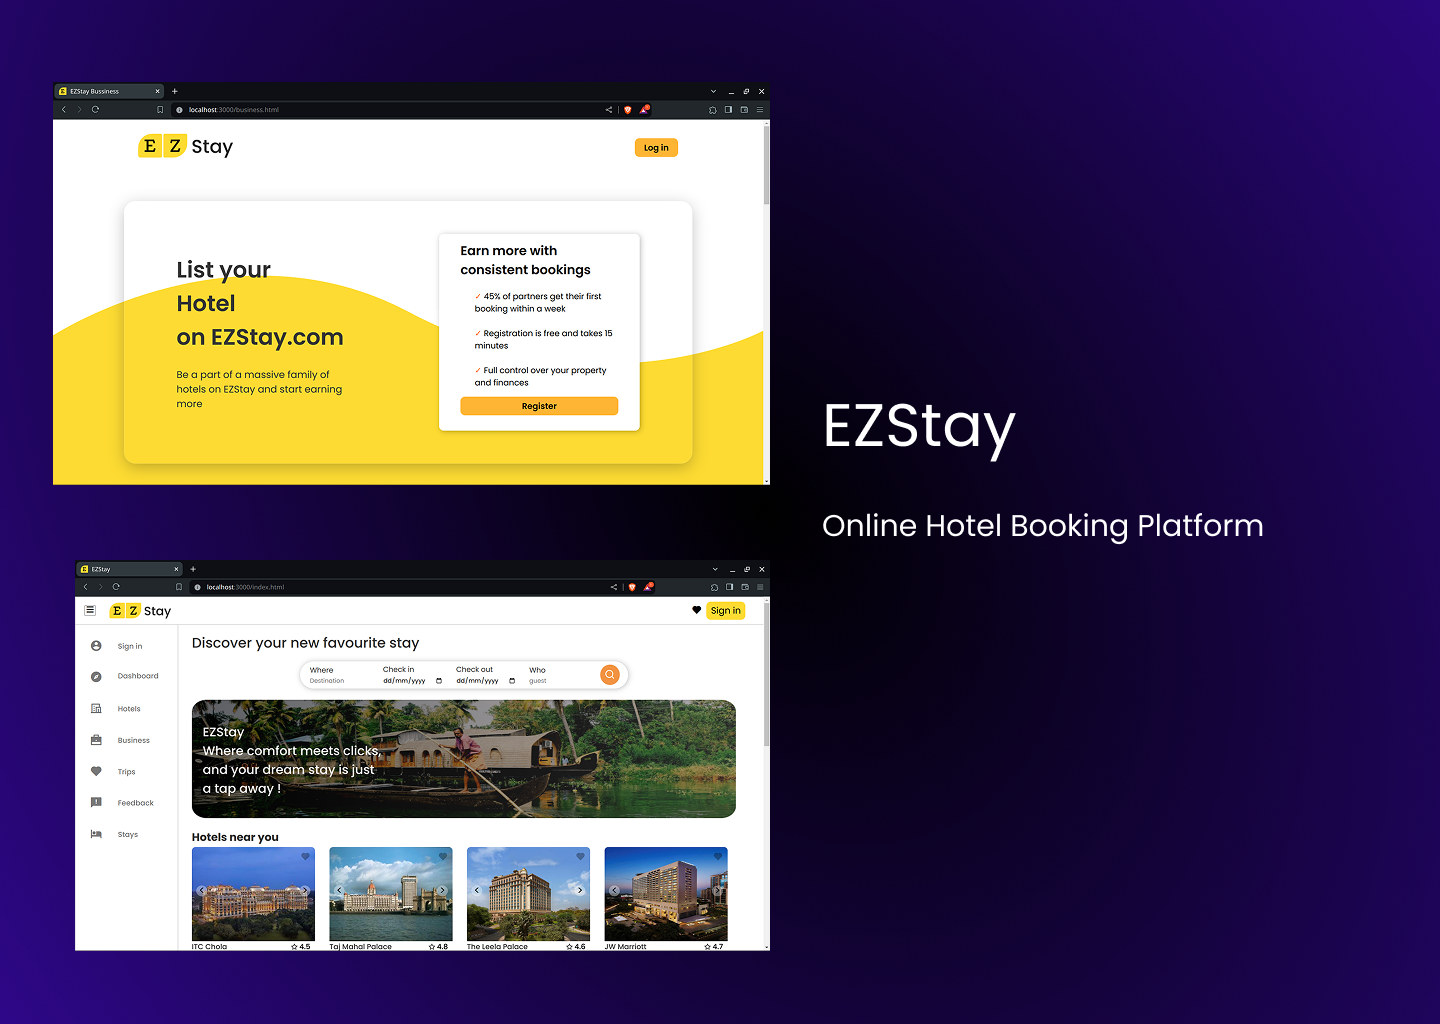 EZStay Bussiness
localhost:3000/business.html
E Z Stay
Log in
List your
Hotel
on EZStay.com
Be a part of a massive family of
hotels on EZStay and start earning
more
Earn more with
consistent bookings
✓ 45% of partners get their first
booking within a week
✓ Registration is free and takes 15
minutes
✓ Full control over your property
and finances
Register
EZStay
Online Hotel Booking Platform
EZStay
localhost:3000/index.html
E Z Stay
Sign in
Sign in
Dashboard
Hotels
Business
Trips
Feedback
Stays
Discover your new favourite stay
Where
Destination
Check in
dd/mm/yyyy
Check out
dd/mm/yyyy
Who
guest
EZStay
Where comfort meets clicks,
and your dream stay is just
a tap away !
Hotels near you
ITC Chola 4.5
Taj Mahal Palace 4.8
The Leela Palace 4.6
JW Marriott 4.7